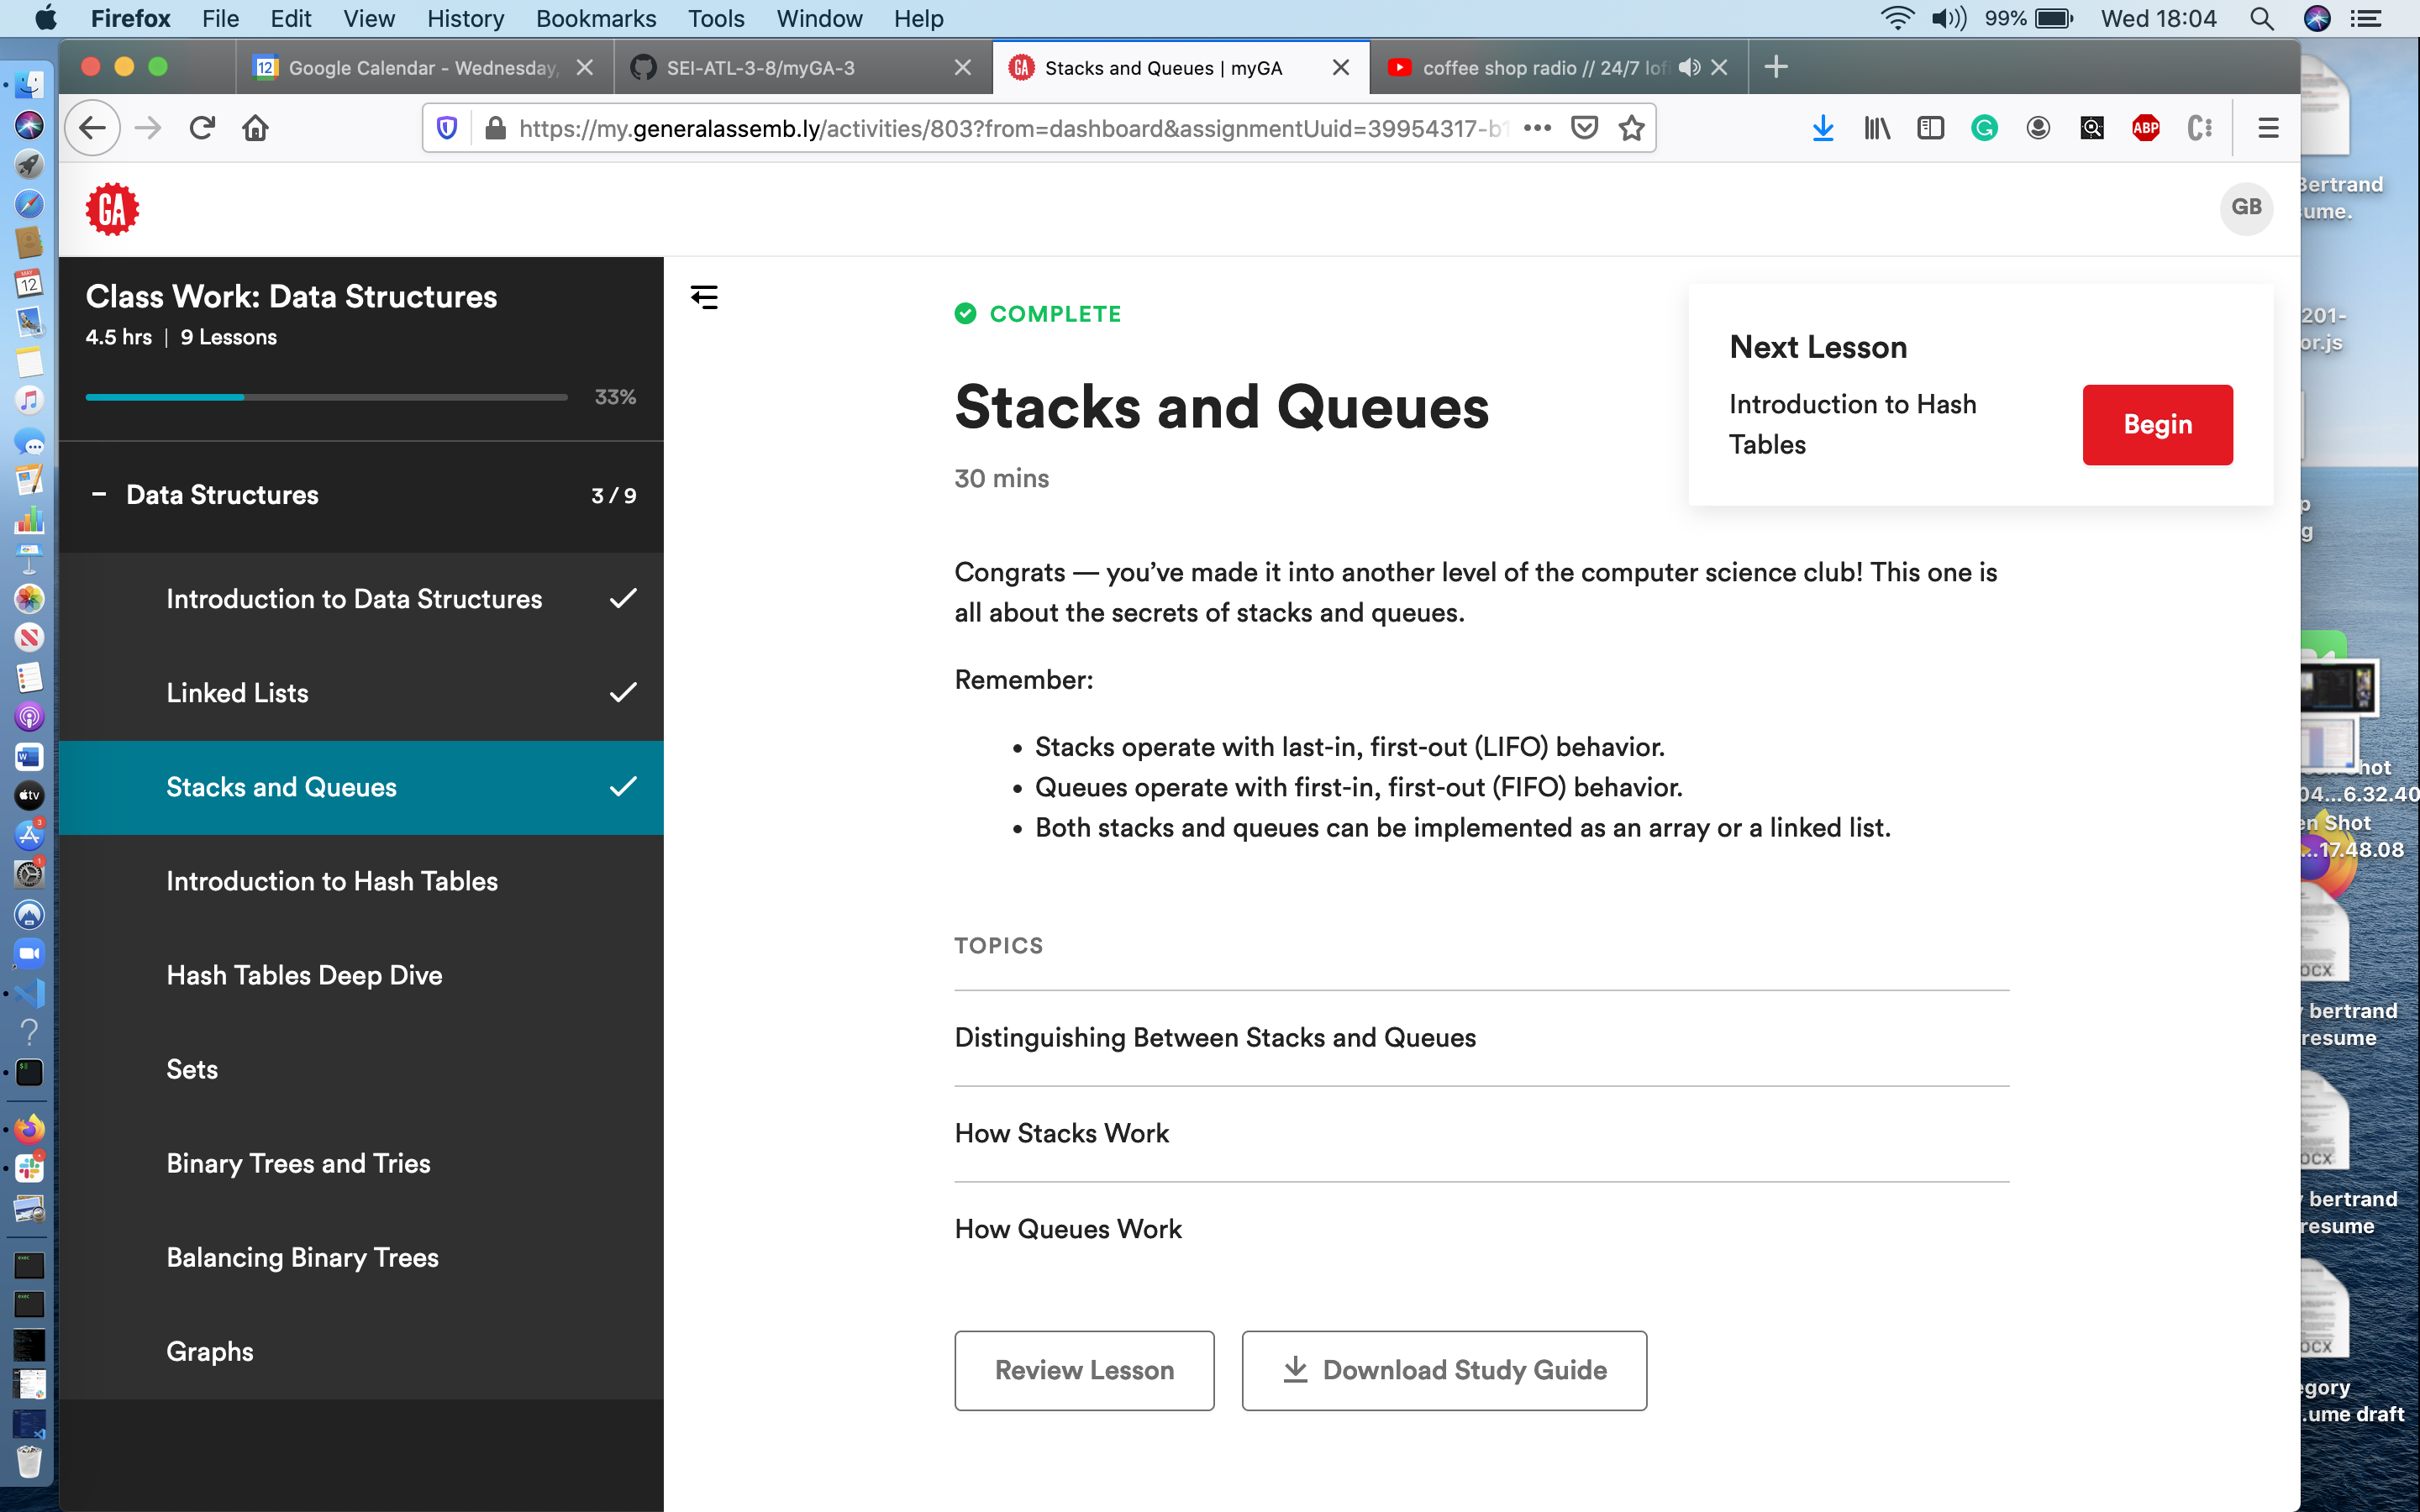 Firefox File Edit View History Bookmarks Tools Window Help 99% Wed 18:04
12 Google Calendar - Wednesday, SEI-ATL-3-8/myGA-3 GA Stacks and Queues | myGA coffee shop radio // 24/7 lofi
https://my.generalassemb.ly/activities/803?from=dashboard&assignmentUuid=39954317-b1 ABP
GA GB
Class Work: Data Structures
4.5 hrs | 9 Lessons
33%
Data Structures 3 / 9
Introduction to Data Structures
Linked Lists
Stacks and Queues
Introduction to Hash Tables
Hash Tables Deep Dive
Sets
Binary Trees and Tries
Balancing Binary Trees
Graphs
COMPLETE
Stacks and Queues
30 mins
Next Lesson
Introduction to Hash
Tables
Begin
Congrats — you’ve made it into another level of the computer science club! This one is
all about the secrets of stacks and queues.
Remember:
• Stacks operate with last-in, first-out (LIFO) behavior.
• Queues operate with first-in, first-out (FIFO) behavior.
• Both stacks and queues can be implemented as an array or a linked list.
TOPICS
Distinguishing Between Stacks and Queues
How Stacks Work
How Queues Work
Review Lesson
Download Study Guide
Bertrand
ume.
201-
or.js
p
g
hot
04...6.32.40
en Shot
...17.48.08
OCX
bertrand
resume
OCX
bertrand
resume
OCX
egory
.ume draft
MAY
12
tv
3
1